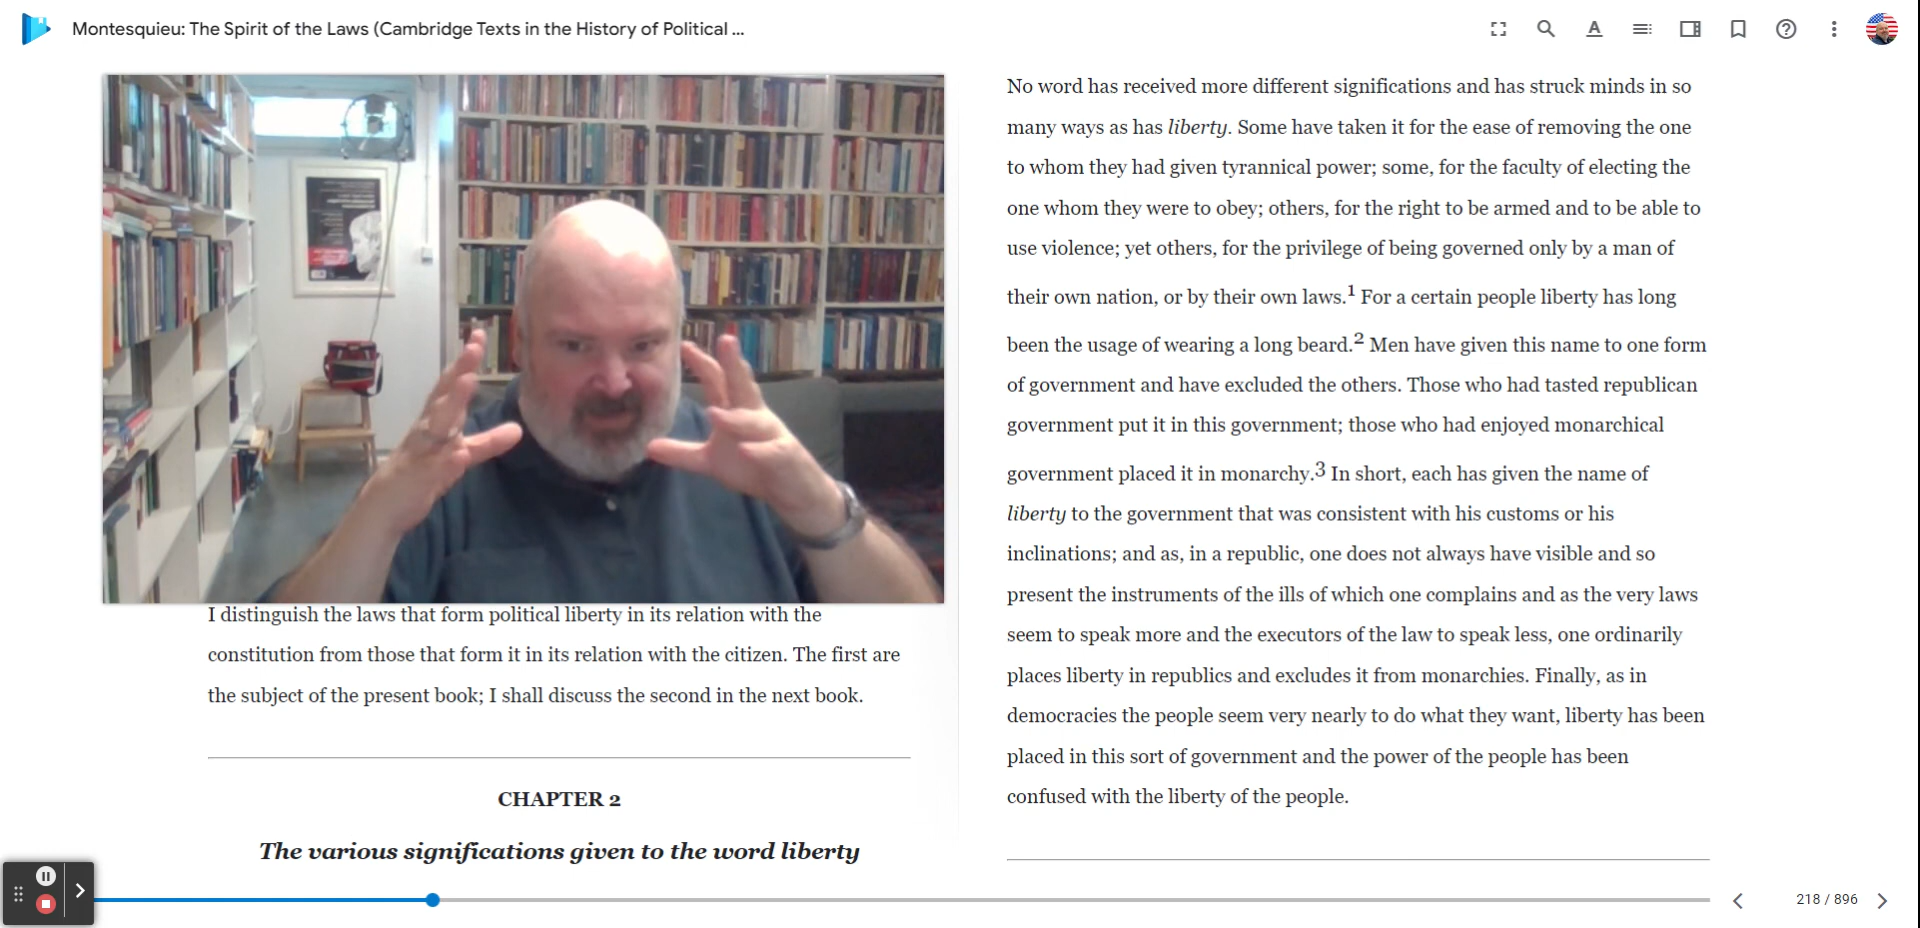 Montesquieu: The Spirit of the Laws (Cambridge Texts in the History of Political ...
I distinguish the laws that form political liberty in its relation with the
constitution from those that form it in its relation with the citizen. The first are
the subject of the present book; I shall discuss the second in the next book.
CHAPTER 2
The various significations given to the word liberty
No word has received more different significations and has struck minds in so
many ways as has liberty. Some have taken it for the ease of removing the one
to whom they had given tyrannical power; some, for the faculty of electing the
one whom they were to obey; others, for the right to be armed and to be able to
use violence; yet others, for the privilege of being governed only by a man of
their own nation, or by their own laws.1 For a certain people liberty has long
been the usage of wearing a long beard.2 Men have given this name to one form
of government and have excluded the others. Those who had tasted republican
government put it in this government; those who had enjoyed monarchical
government placed it in monarchy.3 In short, each has given the name of
liberty to the government that was consistent with his customs or his
inclinations; and as, in a republic, one does not always have visible and so
present the instruments of the ills of which one complains and as the very laws
seem to speak more and the executors of the law to speak less, one ordinarily
places liberty in republics and excludes it from monarchies. Finally, as in
democracies the people seem very nearly to do what they want, liberty has been
placed in this sort of government and the power of the people has been
confused with the liberty of the people.
218 / 896